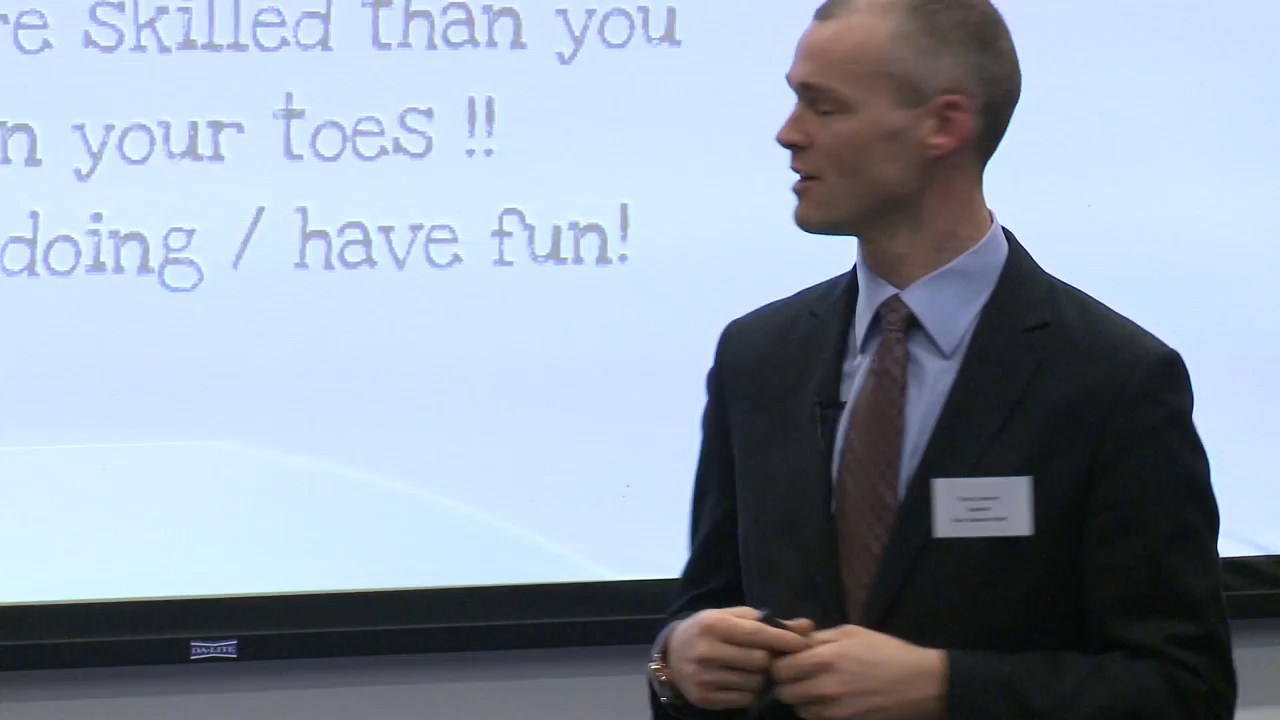 re skilled than you
n your toes !!
doing / have fun!
DA-LITE